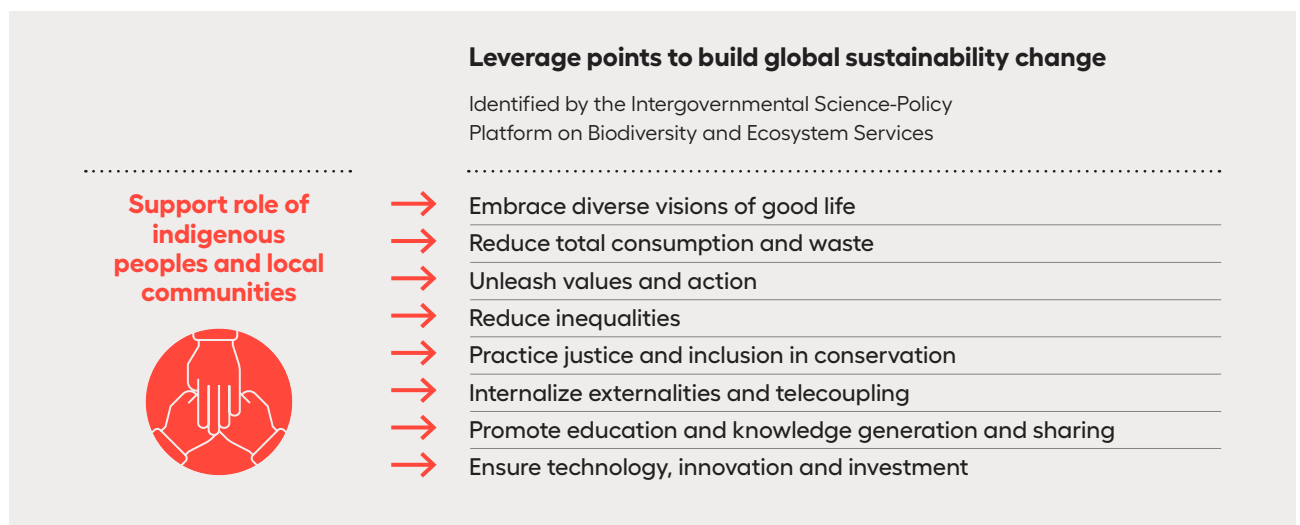 Leverage points to build global sustainability change
Identified by the Intergovernmental Science-Policy
Platform on Biodiversity and Ecosystem Services
Support role of
indigenous
peoples and local
communities
Embrace diverse visions of good life
Reduce total consumption and waste
Unleash values and action
Reduce inequalities
Practice justice and inclusion in conservation
Internalize externalities and telecoupling
Promote education and knowledge generation and sharing
Ensure technology, innovation and investment